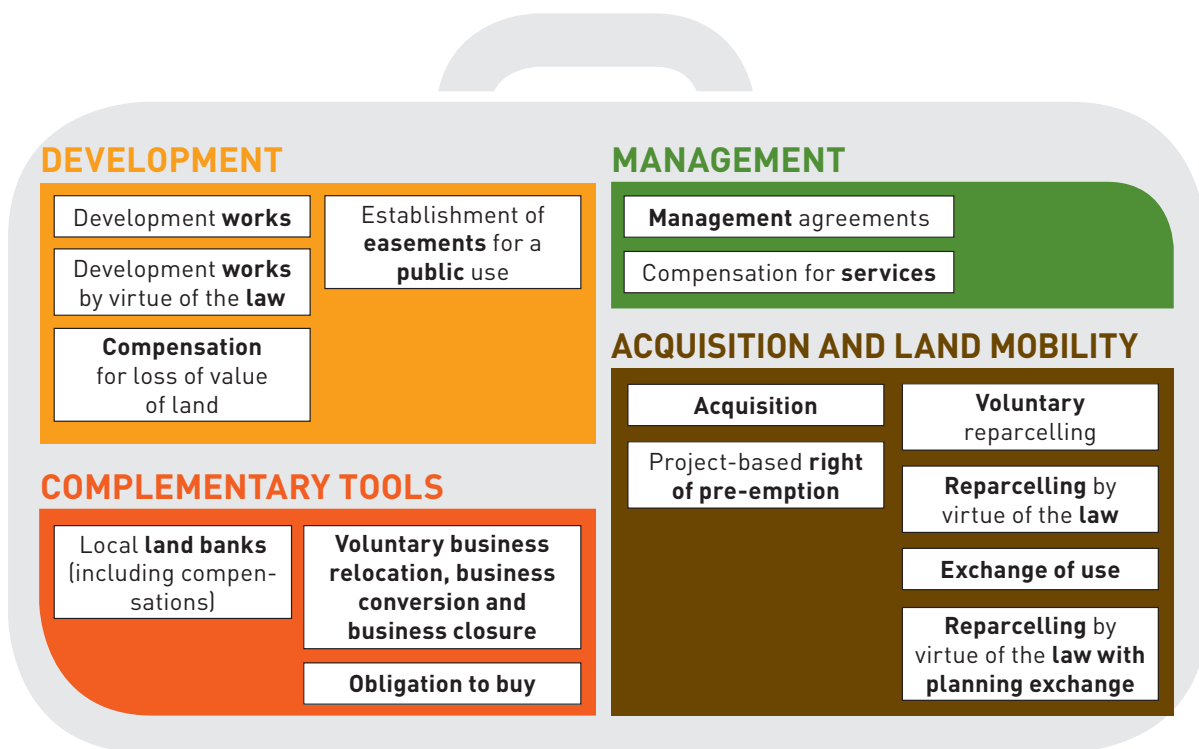 DEVELOPMENT
Development works
Development works
by virtue of the law
Compensation
for loss of value
of land
Establishment of
easements for a
public use
MANAGEMENT
Management agreements
Compensation for services
COMPLEMENTARY TOOLS
Local land banks
(including compen-
sations)
Voluntary business
relocation, business
conversion and
business closure
Obligation to buy
ACQUISITION AND LAND MOBILITY
Acquisition
Project-based right
of pre-emption
Voluntary
reparcelling
Reparcelling by
virtue of the law
Exchange of use
Reparcelling by
virtue of the law with
planning exchange